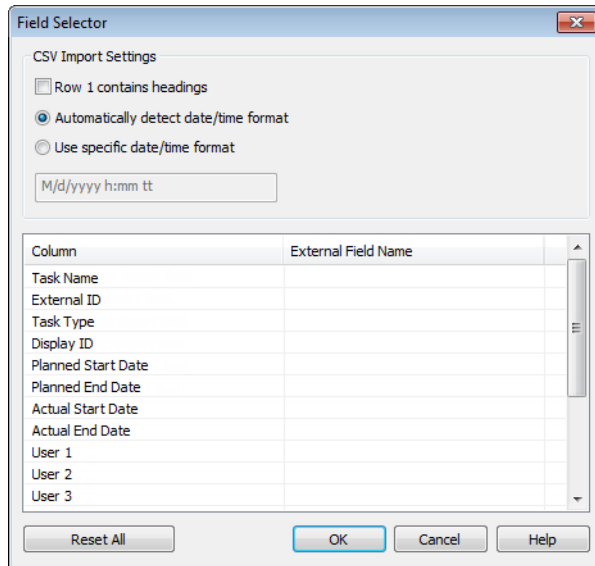 Field Selector
CSV Import Settings
Row 1 contains headings
Automatically detect date/time format
Use specific date/time format
M/d/yyyy h:mm tt
Column External Field Name
Task Name
External ID
Task Type
Display ID
Planned Start Date
Planned End Date
Actual Start Date
Actual End Date
User 1
User 2
User 3
Reset All OK Cancel Help